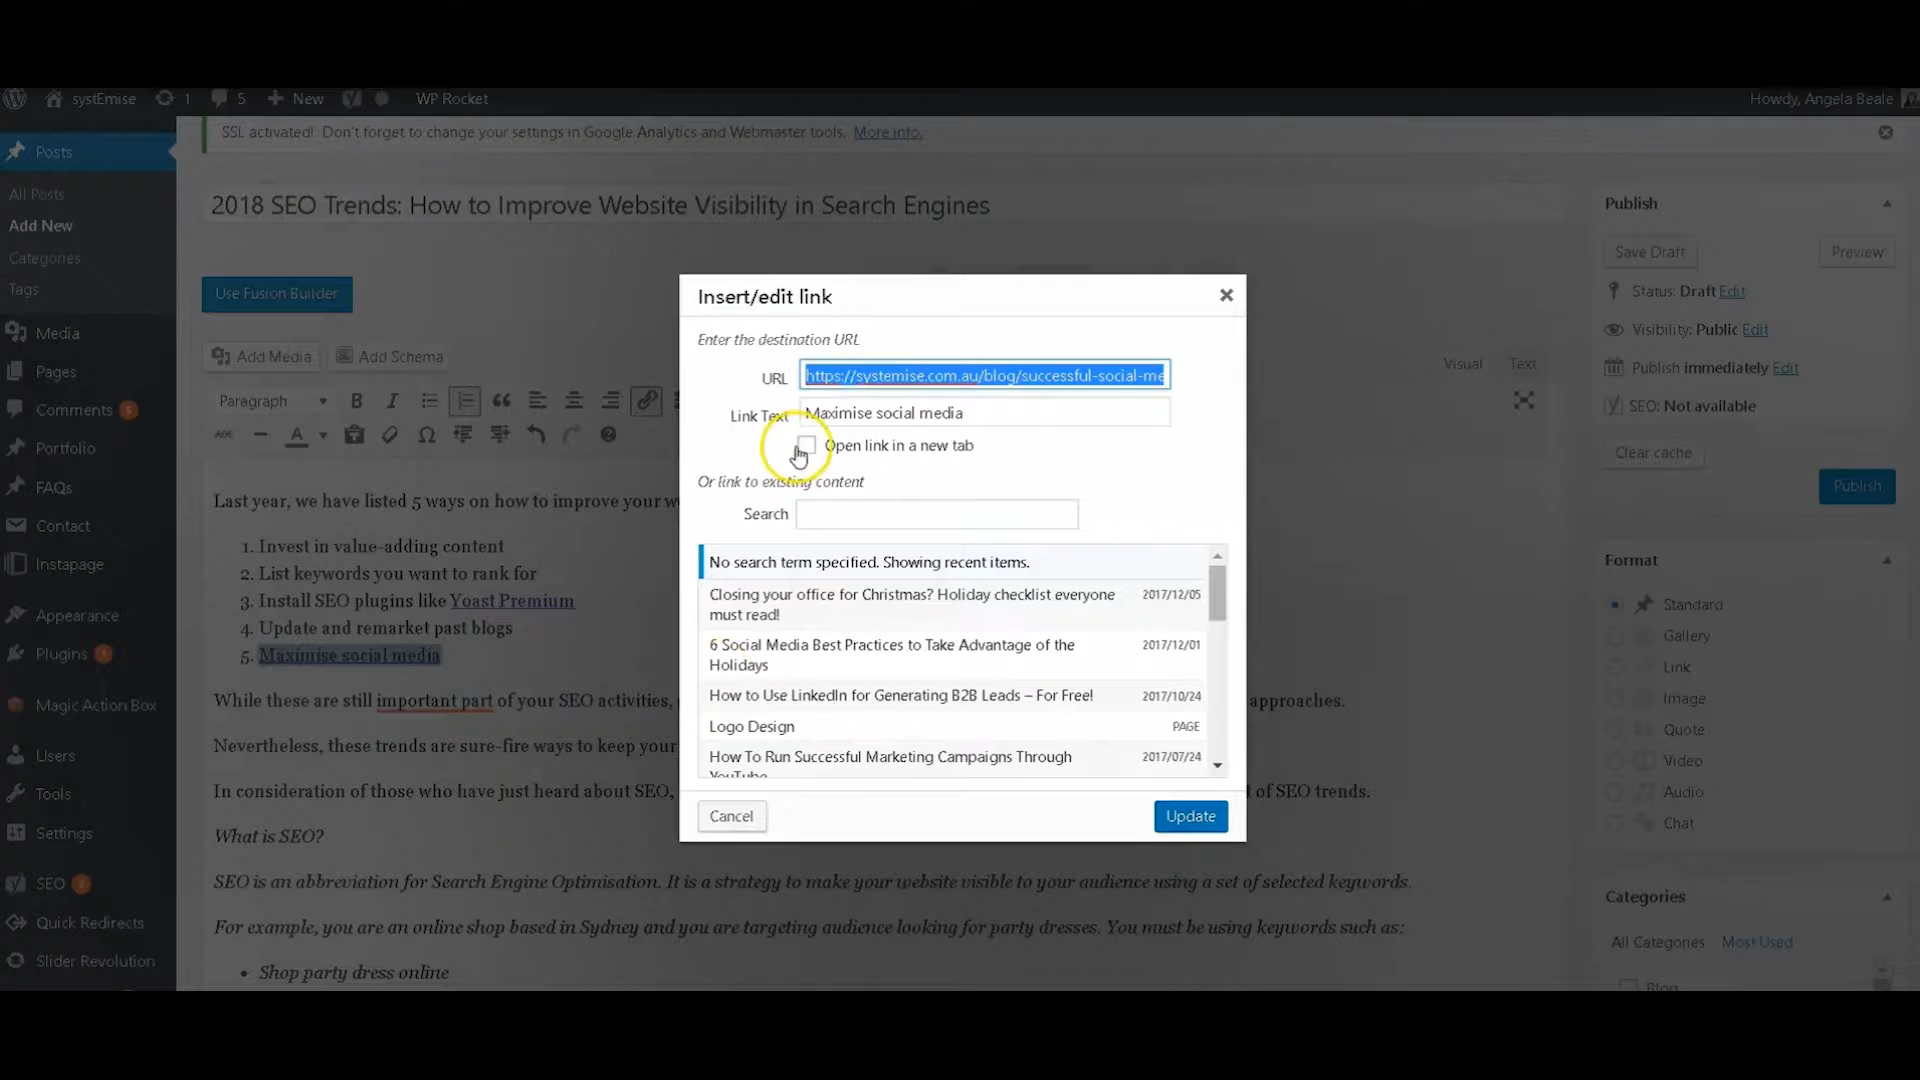 systEmise 1 5 New WP Rocket Howdy, Angela Beale
SSL activated! Don't forget to change your settings in Google Analytics and Webmaster tools. More info.
Posts
All Posts
Add New
Categories
Tags
Media
Pages
Comments 5
Portfolio
FAQs
Contact
Instapage
Appearance
Plugins 1
Magic Action Box
Users
Tools
Settings
SEO
Quick Redirects
Slider Revolution
2018 SEO Trends: How to Improve Website Visibility in Search Engines
Use Fusion Builder
Add Media Add Schema
Visual Text
Paragraph
Last year, we have listed 5 ways on how to improve your w
1. Invest in value-adding content
2. List keywords you want to rank for
3. Install SEO plugins like Yoast Premium
4. Update and remarket past blogs
5. Maximise social media
While these are still important part of your SEO activities, approaches.
Nevertheless, these trends are sure-fire ways to keep your
In consideration of those who have just heard about SEO, of SEO trends.
What is SEO?
SEO is an abbreviation for Search Engine Optimisation. It is a strategy to make your website visible to your audience using a set of selected keywords.
For example, you are an online shop based in Sydney and you are targeting audience looking for party dresses. You must be using keywords such as:
• Shop party dress online
Insert/edit link
Enter the destination URL
URL https://systemise.com.au/blog/successful-social-me
Link Text Maximise social media
Open link in a new tab
Or link to existing content
Search
No search term specified. Showing recent items.
Closing your office for Christmas? Holiday checklist everyone must read! 2017/12/05
6 Social Media Best Practices to Take Advantage of the Holidays 2017/12/01
How to Use LinkedIn for Generating B2B Leads – For Free! 2017/10/24
Logo Design PAGE
How To Run Successful Marketing Campaigns Through YouTube 2017/07/24
Cancel Update
Publish
Save Draft Preview
Status: Draft Edit
Visibility: Public Edit
Publish immediately Edit
SEO: Not available
Clear cache
Publish
Format
Standard
Gallery
Link
Image
Quote
Video
Audio
Chat
Categories
All Categories Most Used
Blog